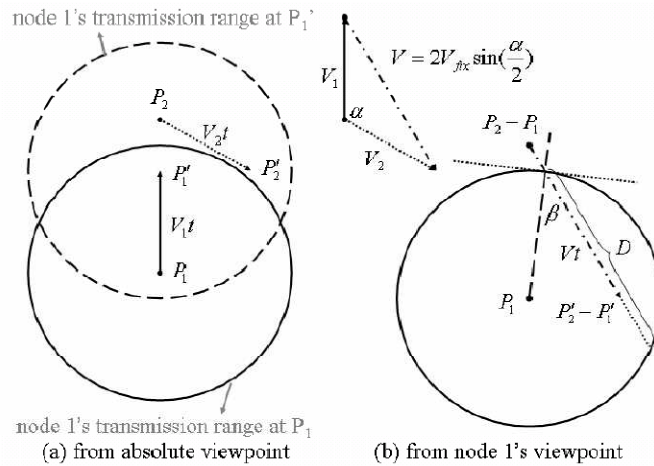 node 1's transmission range at P₁'
P₂
V₂t
P₁'
P₂'
V₁t
P₁
node 1's transmission range at P₁
(a) from absolute viewpoint
V₁
V = 2V_fix sin(α/2)
α
V₂
P₂ − P₁
β
D
Vt
P₁
P₂' − P₁'
(b) from node 1's viewpoint